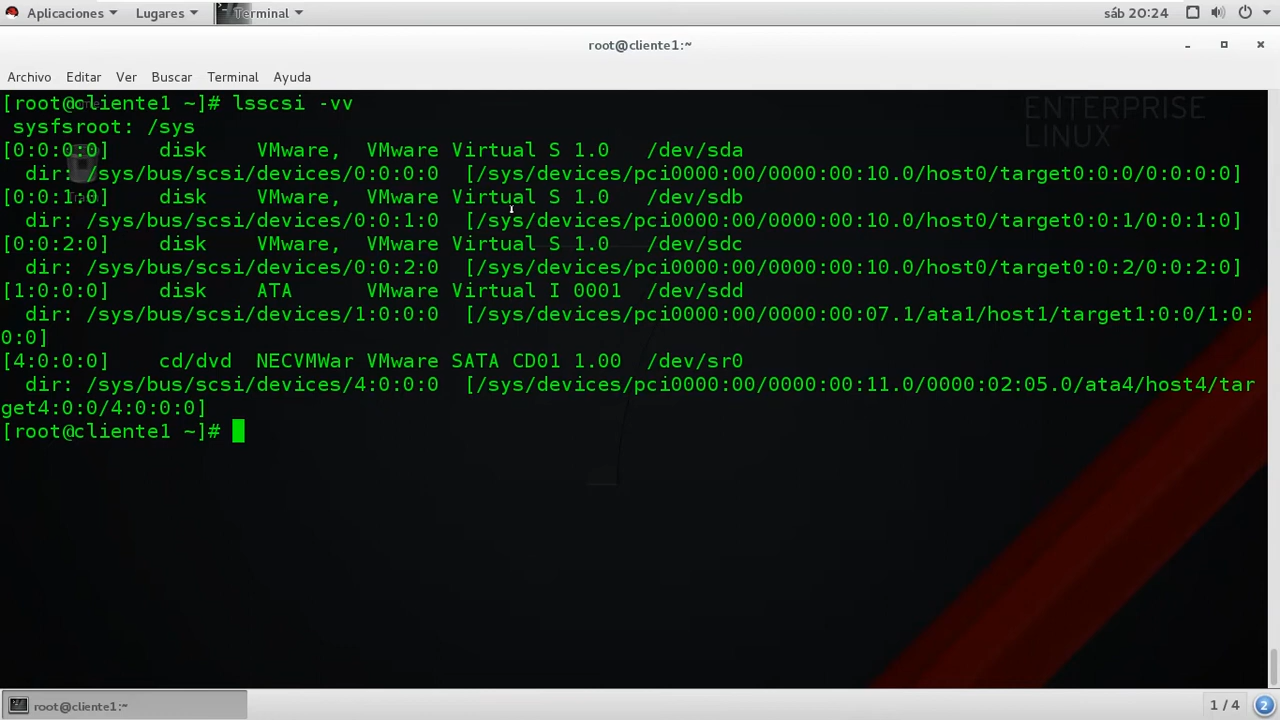 Aplicaciones Lugares Terminal sáb 20:24
root@cliente1:~
Archivo Editar Ver Buscar Terminal Ayuda
[root@cliente1 ~]# lsscsi -vv
sysfsroot: /sys
[0:0:0:0] disk VMware, VMware Virtual S 1.0 /dev/sda
dir: /sys/bus/scsi/devices/0:0:0:0 [/sys/devices/pci0000:00/0000:00:10.0/host0/target0:0:0/0:0:0:0]
[0:0:1:0] disk VMware, VMware Virtual S 1.0 /dev/sdb
dir: /sys/bus/scsi/devices/0:0:1:0 [/sys/devices/pci0000:00/0000:00:10.0/host0/target0:0:1/0:0:1:0]
[0:0:2:0] disk VMware, VMware Virtual S 1.0 /dev/sdc
dir: /sys/bus/scsi/devices/0:0:2:0 [/sys/devices/pci0000:00/0000:00:10.0/host0/target0:0:2/0:0:2:0]
[1:0:0:0] disk ATA VMware Virtual I 0001 /dev/sdd
dir: /sys/bus/scsi/devices/1:0:0:0 [/sys/devices/pci0000:00/0000:00:07.1/ata1/host1/target1:0:0/1:0:
0:0]
[4:0:0:0] cd/dvd NECVMWar VMware SATA CD01 1.00 /dev/sr0
dir: /sys/bus/scsi/devices/4:0:0:0 [/sys/devices/pci0000:00/0000:00:11.0/0000:02:05.0/ata4/host4/tar
get4:0:0/4:0:0:0]
[root@cliente1 ~]#
ENTERPRISE
LINUX
root@cliente1:~ 1 / 4 2